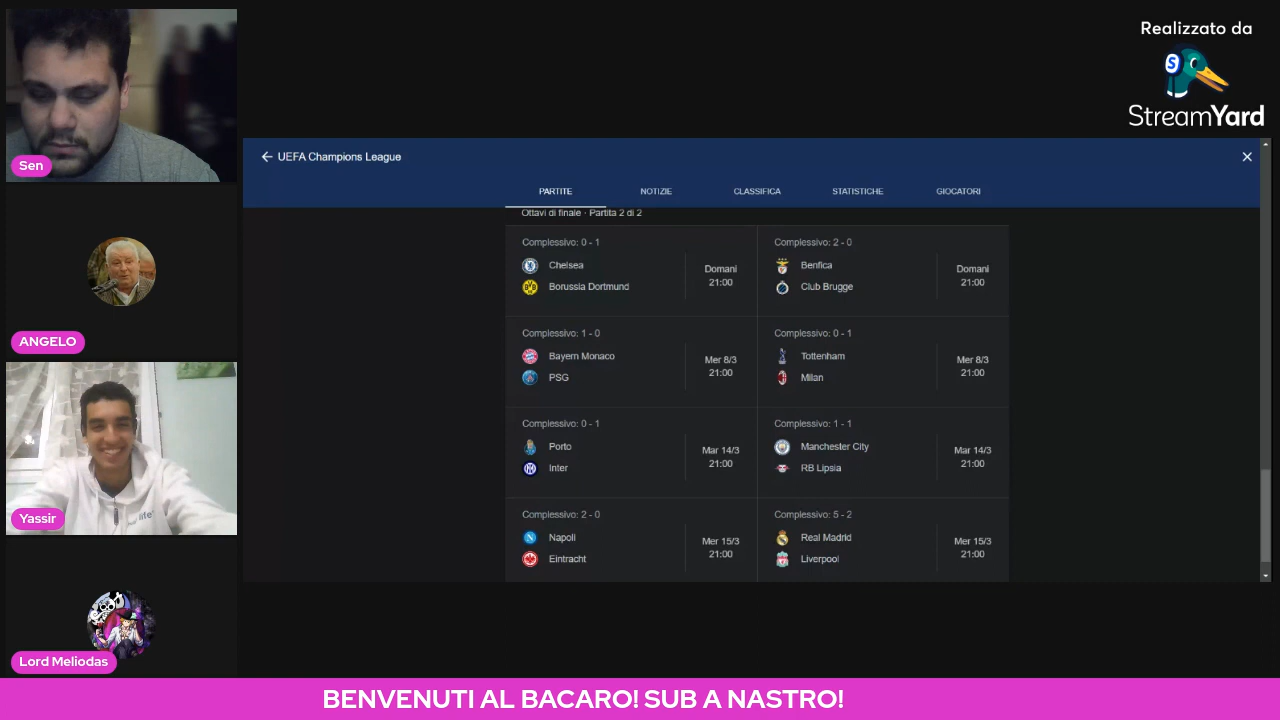 Realizzato da
StreamYard
Sen
ANGELO
Yassir
life
Lord Meliodas
UEFA Champions League
PARTITE
NOTIZIE
CLASSIFICA
STATISTICHE
GIOCATORI
Ottavi di finale · Partita 2 di 2
Complessivo: 0 - 1
Chelsea
Borussia Dortmund
Domani
21:00
Complessivo: 2 - 0
Benfica
Club Brugge
Domani
21:00
Complessivo: 1 - 0
Bayern Monaco
PSG
Mer 8/3
21:00
Complessivo: 0 - 1
Tottenham
Milan
Mer 8/3
21:00
Complessivo: 0 - 1
Porto
Inter
Mar 14/3
21:00
Complessivo: 1 - 1
Manchester City
RB Lipsia
Mar 14/3
21:00
Complessivo: 2 - 0
Napoli
Eintracht
Mer 15/3
21:00
Complessivo: 5 - 2
Real Madrid
Liverpool
Mer 15/3
21:00
BENVENUTI AL BACARO! SUB A NASTRO!